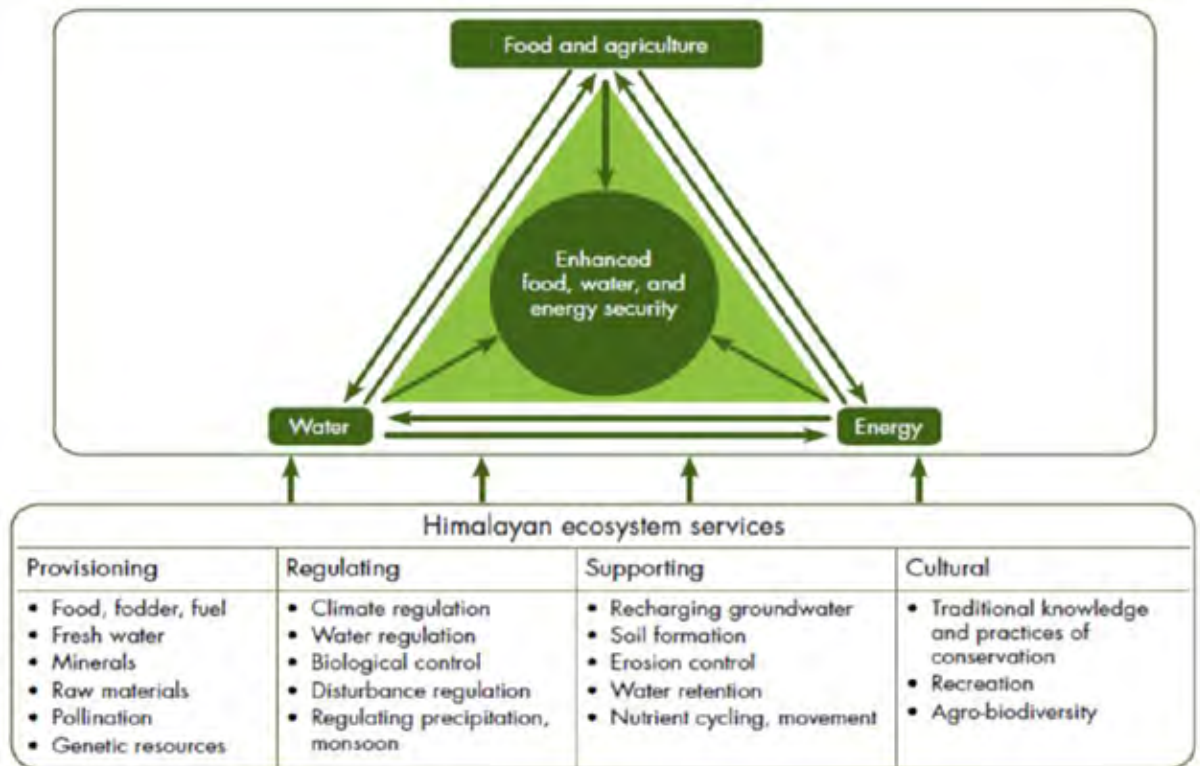 Food and agriculture
Enhanced
food, water, and
energy security
Water
Energy
Himalayan ecosystem services
Provisioning
• Food, fodder, fuel
• Fresh water
• Minerals
• Raw materials
• Pollination
• Genetic resources
Regulating
• Climate regulation
• Water regulation
• Biological control
• Disturbance regulation
• Regulating precipitation,
monsoon
Supporting
• Recharging groundwater
• Soil formation
• Erosion control
• Water retention
• Nutrient cycling, movement
Cultural
• Traditional knowledge
and practices of
conservation
• Recreation
• Agro-biodiversity